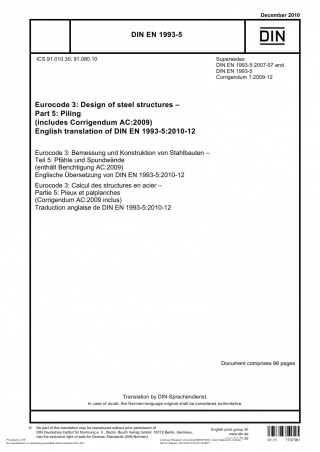 December 2010
DIN EN 1993-5
DIN
ICS 91.010.30; 91.080.10
Supersedes
DIN EN 1993-5:2007-07 and
DIN EN 1993-5
Corrigendum 1:2009-12
Eurocode 3: Design of steel structures –
Part 5: Piling
(includes Corrigendum AC:2009)
English translation of DIN EN 1993-5:2010-12
Eurocode 3: Bemessung und Konstruktion von Stahlbauten –
Teil 5: Pfähle und Spundwände
(enthält Berichtigung AC:2009)
Englische Übersetzung von DIN EN 1993-5:2010-12
Eurocode 3: Calcul des structures en acier –
Partie 5: Pieux et palplanches
(Corrigendum AC:2009 inclus)
Traduction anglaise de DIN EN 1993-5:2010-12
Document comprises 96 pages
Translation by DIN-Sprachendienst.
In case of doubt, the German-language original shall be considered authoritative.
© No part of this translation may be reproduced without prior permission of
DIN Deutsches Institut für Normung e. V., Berlin. Beuth Verlag GmbH, 10772 Berlin, Germany,
has the exclusive right of sale for German Standards (DIN-Normen).
English price group 30
www.din.de